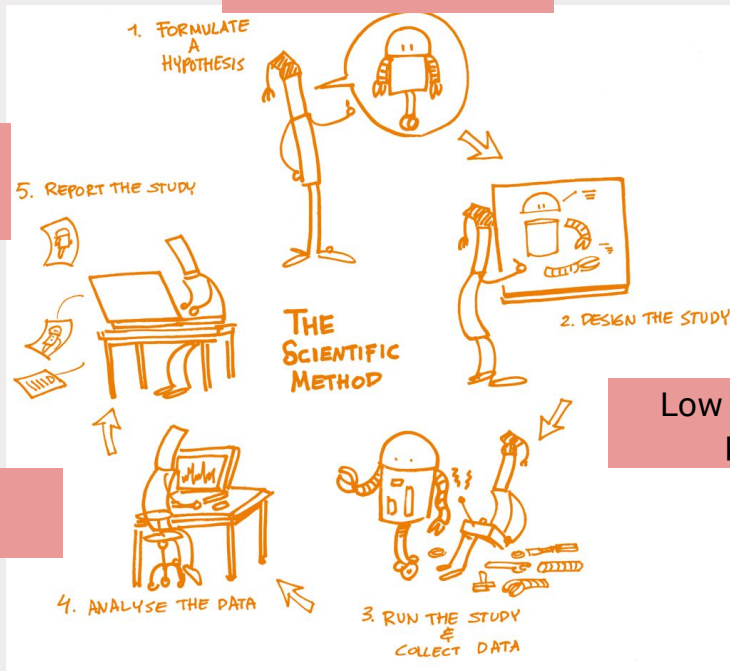 1. FORMULATE
A
HYPOTHESIS
5. REPORT THE STUDY
THE
SCIENTIFIC
METHOD
2. DESIGN THE STUDY
Low
4. ANALYSE THE DATA
3. RUN THE STUDY
&
COLLECT DATA